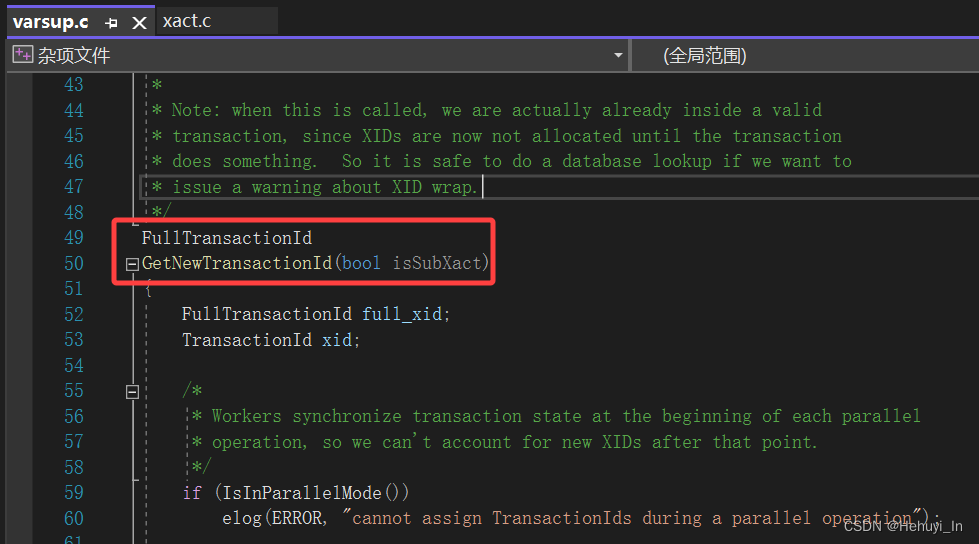 varsup.c
xact.c
杂项文件
(全局范围)
43 *
44 * Note: when this is called, we are actually already inside a valid
45 * transaction, since XIDs are now not allocated until the transaction
46 * does something.  So it is safe to do a database lookup if we want to
47 * issue a warning about XID wrap.
48 */
49 FullTransactionId
50 GetNewTransactionId(bool isSubXact)
51 {
52 FullTransactionId full_xid;
53 TransactionId xid;
54
55 /*
56 * Workers synchronize transaction state at the beginning of each parallel
57 * operation, so we can't account for new XIDs after that point.
58 */
59 if (IsInParallelMode())
60 elog(ERROR, "cannot assign TransactionIds during a parallel operation");
61
CSDN @Hehuyi_In